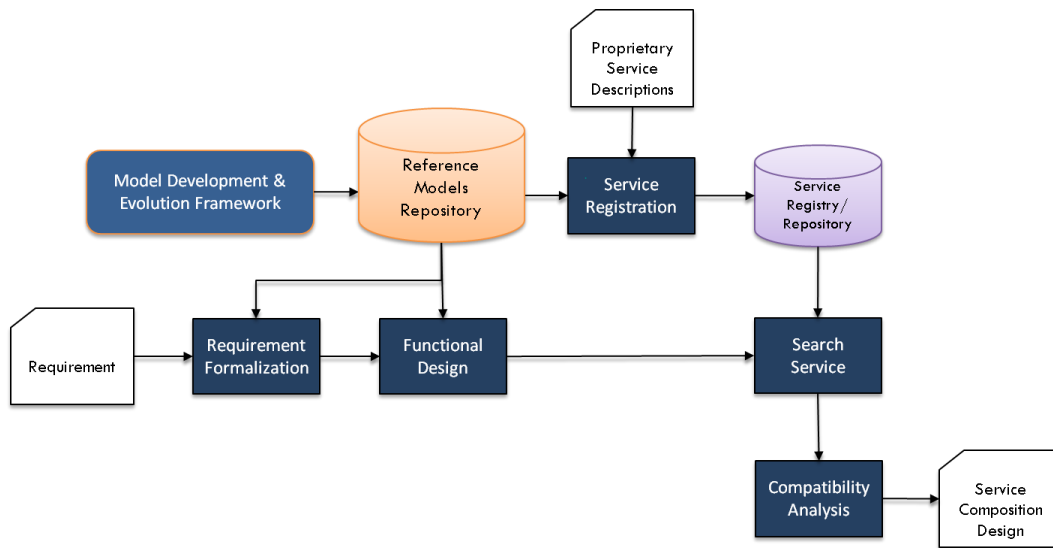 Proprietary
Service
Descriptions
Model Development &
Evolution Framework
Reference
Models
Repository
Service
Registration
Service
Registry/
Repository
Requirement
Requirement
Formalization
Functional
Design
Search
Service
Compatibility
Analysis
Service
Composition
Design